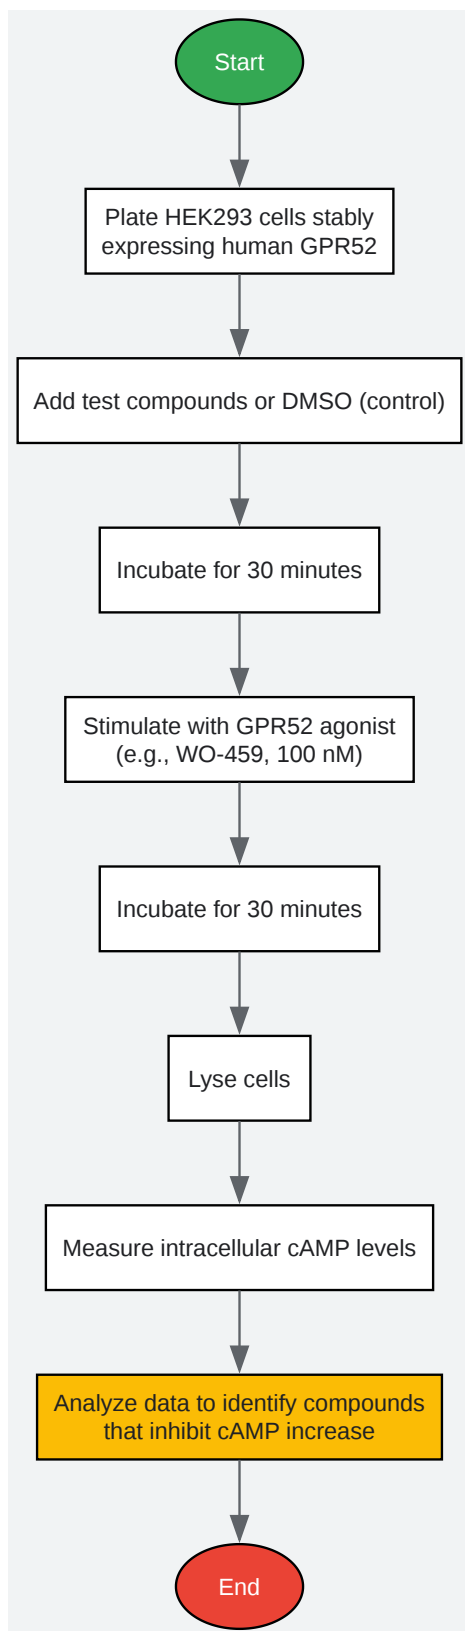 Start
Plate HEK293 cells stably
expressing human GPR52
Add test compounds or DMSO (control)
Incubate for 30 minutes
Stimulate with GPR52 agonist
(e.g., WO-459, 100 nM)
Incubate for 30 minutes
Lyse cells
Measure intracellular cAMP levels
Analyze data to identify compounds
that inhibit cAMP increase
End